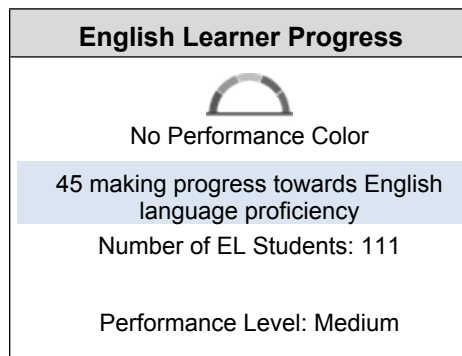 English Learner Progress
No Performance Color
45 making progress towards English
language proficiency
Number of EL Students: 111
Performance Level: Medium